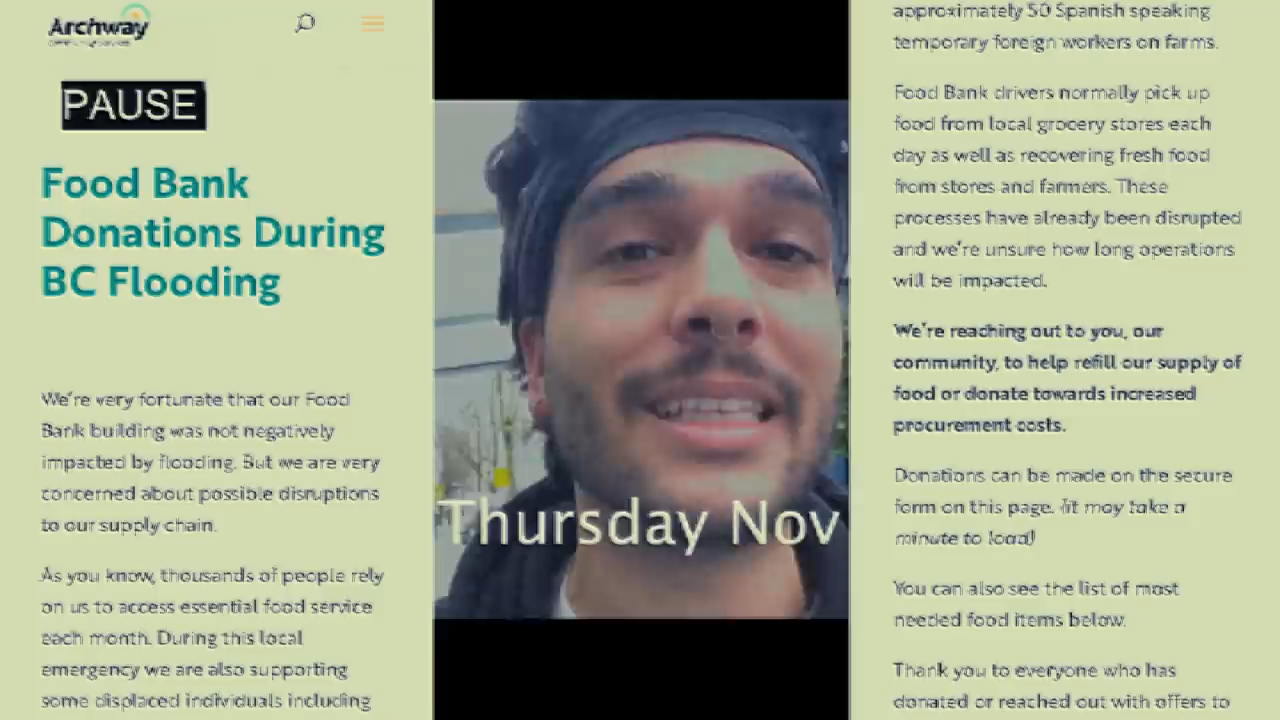 Archway
PAUSE
Food Bank
Donations During
BC Flooding
We're very fortunate that our Food
Bank building was not negatively
impacted by flooding. But we are very
concerned about possible disruptions
to our supply chain.
As you know, thousands of people rely
on us to access essential food service
each month. During this local
emergency we are also supporting
some displaced individuals including
Thursday Nov
approximately 50 Spanish speaking
temporary foreign workers on farms.
Food Bank drivers normally pick up
food from local grocery stores each
day as well as recovering fresh food
from stores and farmers. These
processes have already been disrupted
and we're unsure how long operations
will be impacted.
We're reaching out to you, our
community, to help refill our supply of
food or donate towards increased
procurement costs.
Donations can be made on the secure
form on this page. (it may take a
minute to load)
You can also see the list of most
needed food items below.
Thank you to everyone who has
donated or reached out with offers to